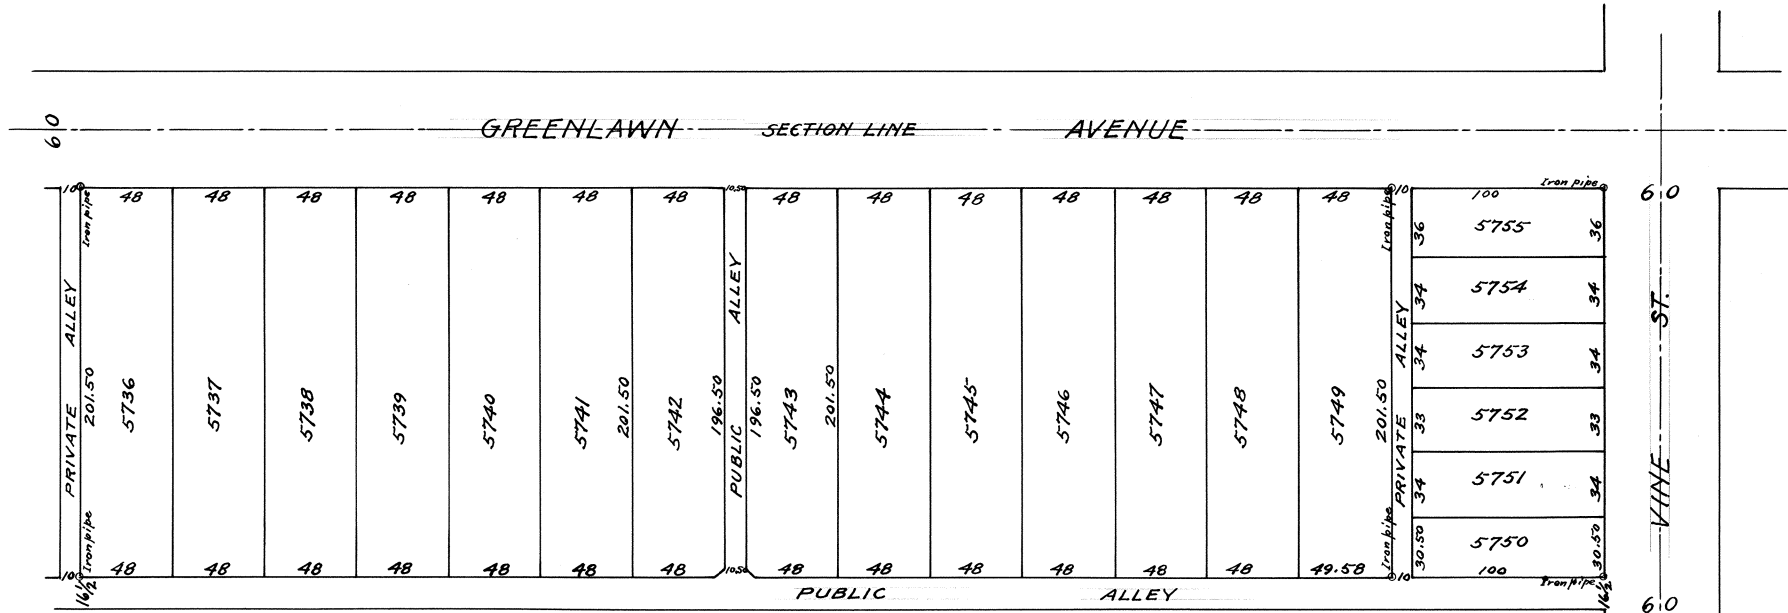 60
GREENLAWN SECTION LINE AVENUE
10 48 48 48 48 48 48 48 10.50 48 48 48 48 48 48 48 10 100 Iron pipe 60
Iron pipe
Iron pipe
36 5755 36
34 5754 34
34 5753 34
33 5752 33
34 5751 34
30.50 5750 30.50
PRIVATE ALLEY
201.50
5736
5737
5738
5739
5740
5741
201.50
5742
196.50
PUBLIC ALLEY
196.50
5743
201.50
5744
5745
5746
5747
5748
5749
201.50
PRIVATE ALLEY
VINE ST.
Iron pipe
Iron pipe
10 48 48 48 48 48 48 48 10.50 48 48 48 48 48 48 49.58 10 100
Iron pipe
16½
PUBLIC ALLEY
16½
60